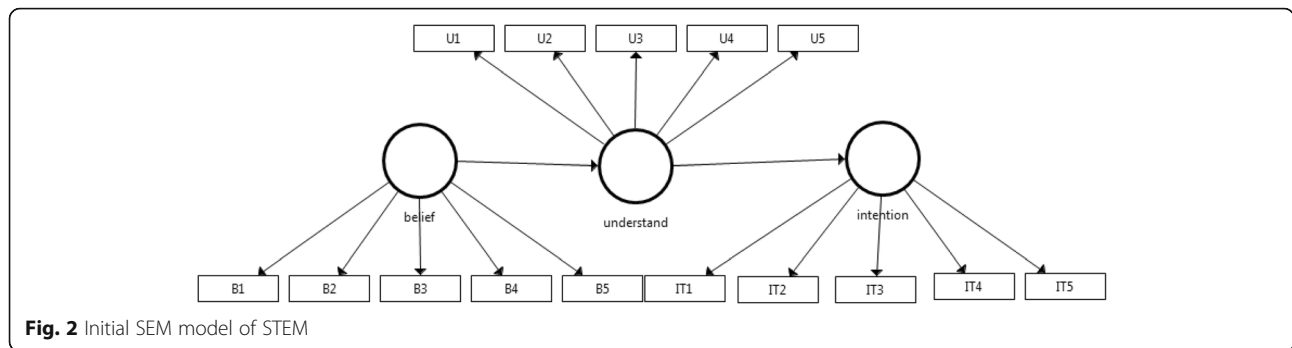 U1 U2 U3 U4 U5
belief understand intention
B1 B2 B3 B4 B5 IT1 IT2 IT3 IT4 IT5
Fig. 2 Initial SEM model of STEM